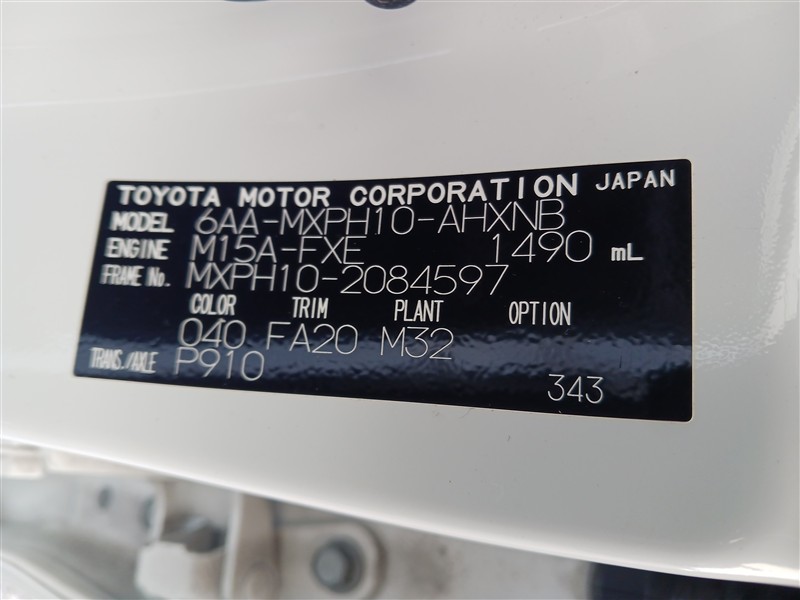 TOYOTA MOTOR CORPORATION JAPAN
MODEL 6AA-MXPH10-AHXNB
ENGINE M15A-FXE 1490 mL
FRAME No. MXPH10-2084597
COLOR TRIM PLANT OPTION
040 FA20 M32
TRANS./AXLE P910
343